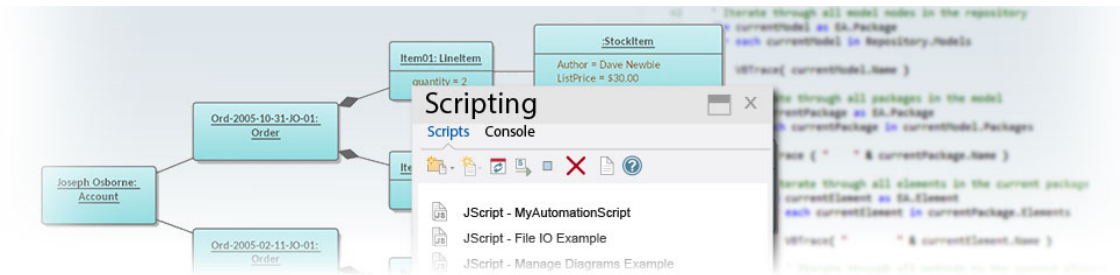 Item01: LineItem
quantity = 2
:StockItem
Author = Dave Newbie
ListPrice = $30.00
Ord-2005-10-31-JO-01:
Order
Joseph Osborne:
Account
Ord-2005-02-11-JO-01:
Order
Scripting
Scripts Console
JScript - MyAutomationScript
JScript - File IO Example
JScript - Manage Diagrams Example
Iterate through all model nodes in the repository
currentModel as EA.Package
each currentModel in Repository.Models
VBTrace( currentModel.Name )
through all packages in the model
currentPackage as EA.Package
currentPackage in currentModel.Packages
( " " & currentPackage.Name )
through all elements in the current package
currentElement as EA.Element
each currentElement in currentPackage.Elements
VBTrace( " " & currentElement.Name )